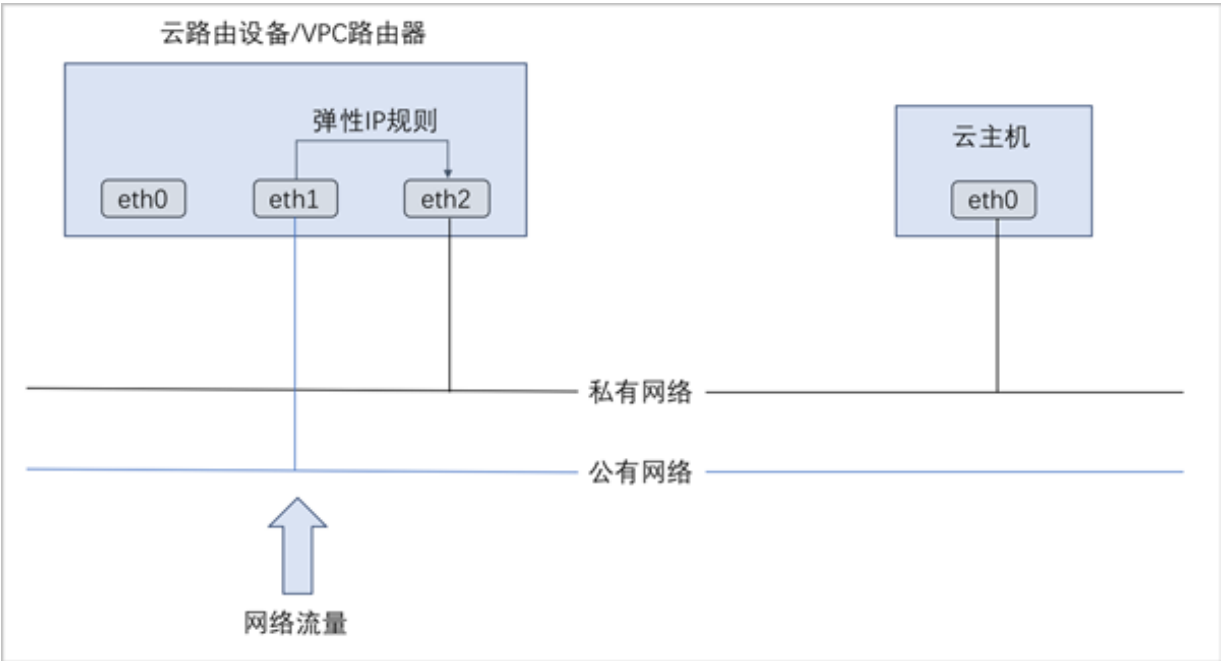 云路由设备/VPC路由器
弹性IP规则
云主机
eth0
eth1
eth2
eth0
私有网络
公有网络
网络流量